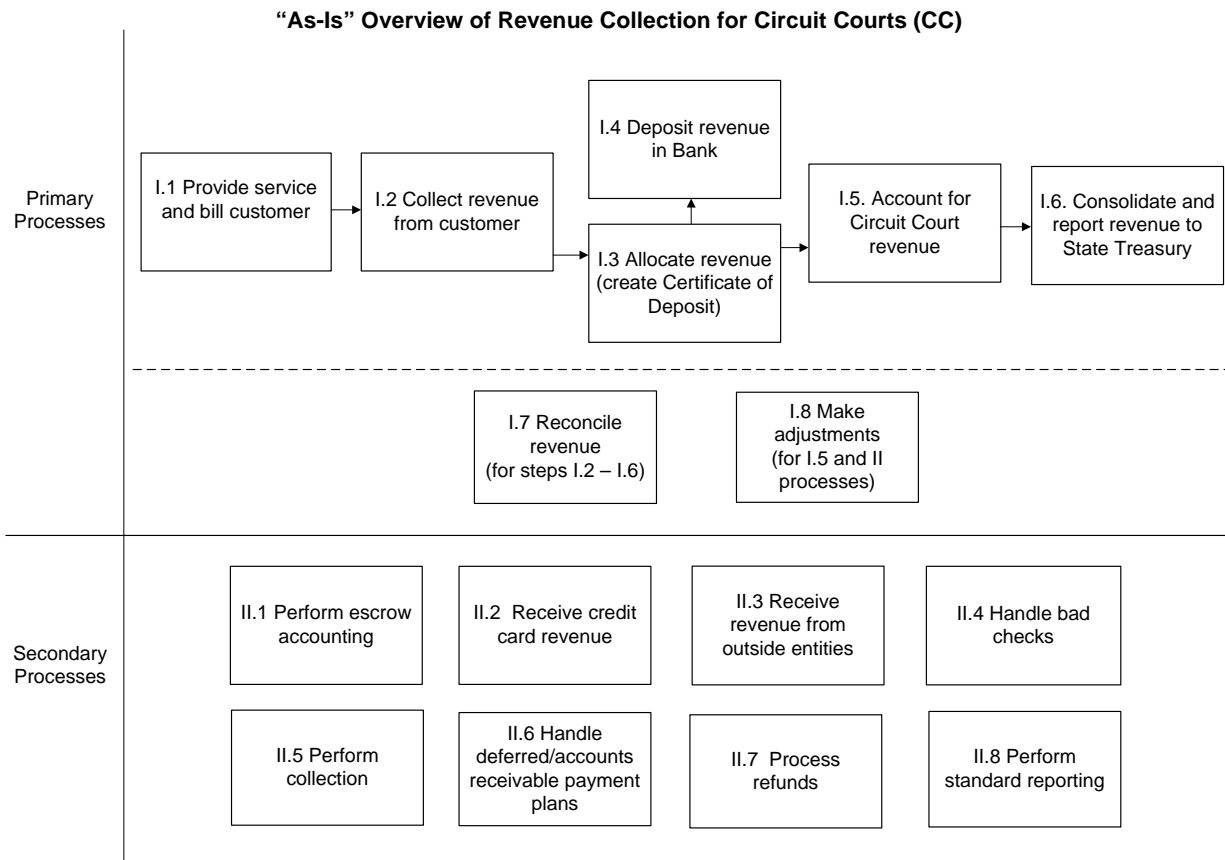 “As-Is” Overview of Revenue Collection for Circuit Courts (CC)
Primary
Processes
I.1 Provide service
and bill customer
I.2 Collect revenue
from customer
I.4 Deposit revenue
in Bank
I.3 Allocate revenue
(create Certificate of
Deposit)
I.5. Account for
Circuit Court
revenue
I.6. Consolidate and
report revenue to
State Treasury
I.7 Reconcile
revenue
(for steps I.2 – I.6)
I.8 Make
adjustments
(for I.5 and II
processes)
Secondary
Processes
II.1 Perform escrow
accounting
II.2 Receive credit
card revenue
II.3 Receive
revenue from
outside entities
II.4 Handle bad
checks
II.5 Perform
collection
II.6 Handle
deferred/accounts
receivable payment
plans
II.7 Process
refunds
II.8 Perform
standard reporting